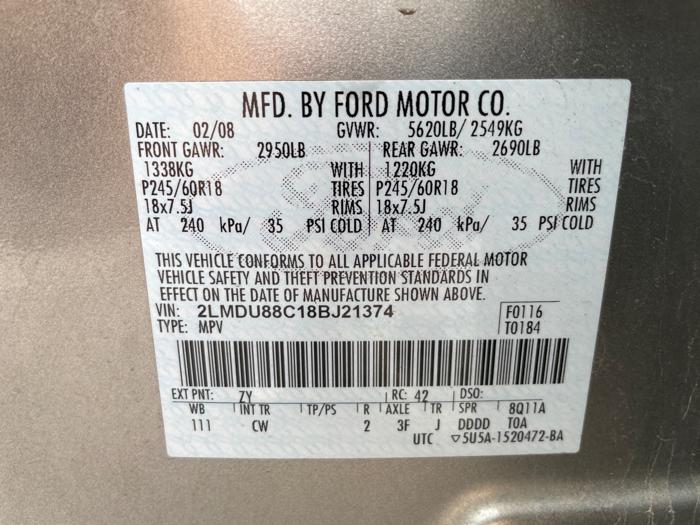 MFD. BY FORD MOTOR CO.
DATE: 02/08 GVWR: 5620LB/ 2549KG
FRONT GAWR: 2950LB REAR GAWR: 2690LB
1338KG WITH 1220KG WITH
P245/60R18 TIRES P245/60R18 TIRES
18x7.5J RIMS 18x7.5J RIMS
AT 240 kPa/ 35 PSI COLD AT 240 kPa/ 35 PSI COLD
THIS VEHICLE CONFORMS TO ALL APPLICABLE FEDERAL MOTOR
VEHICLE SAFETY AND THEFT PREVENTION STANDARDS IN
EFFECT ON THE DATE OF MANUFACTURE SHOWN ABOVE.
VIN: 2LMDU88C18BJ21374 F0116
TYPE: MPV T0184
EXT PNT: ZY RC: 42 DSO:
WB INT TR TP/PS R AXLE TR SPR 8Q11A
111 CW 2 3F J DDDD TOA
UTC ▽5U5A-1520472-BA